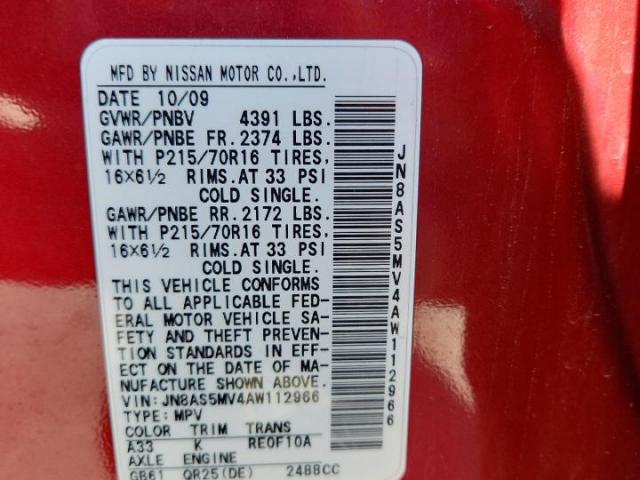 MFD BY NISSAN MOTOR CO.,LTD.
DATE 10/09
GVWR/PNBV 4391 LBS.
GAWR/PNBE FR. 2374 LBS.
WITH P215/70R16 TIRES,
16×6½ RIMS.AT 33 PSI
COLD SINGLE.
GAWR/PNBE RR. 2172 LBS.
WITH P215/70R16 TIRES,
16×6½ RIMS.AT 33 PSI
COLD SINGLE.
THIS VEHICLE CONFORMS
TO ALL APPLICABLE FED-
ERAL MOTOR VEHICLE SA-
FETY AND THEFT PREVEN-
TION STANDARDS IN EFF-
ECT ON THE DATE OF MA-
NUFACTURE SHOWN ABOVE.
VIN: JN8AS5MV4AW112966
TYPE: MPV
COLOR TRIM TRANS
A33 K RE0F10A
AXLE ENGINE
GB61 QR25(DE) 2488CC
JN8AS5MV4AW112966